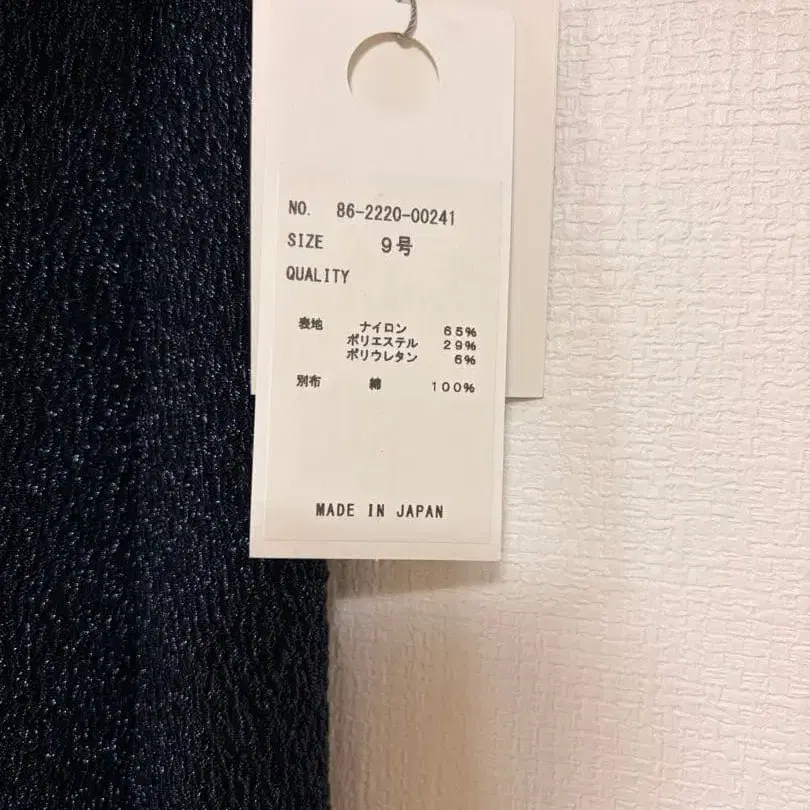 NO. 86-2220-00241
SIZE 9号
QUALITY
表地 ナイロン 65%
ポリエステル 29%
ポリウレタン 6%
別布 綿 100%
MADE IN JAPAN